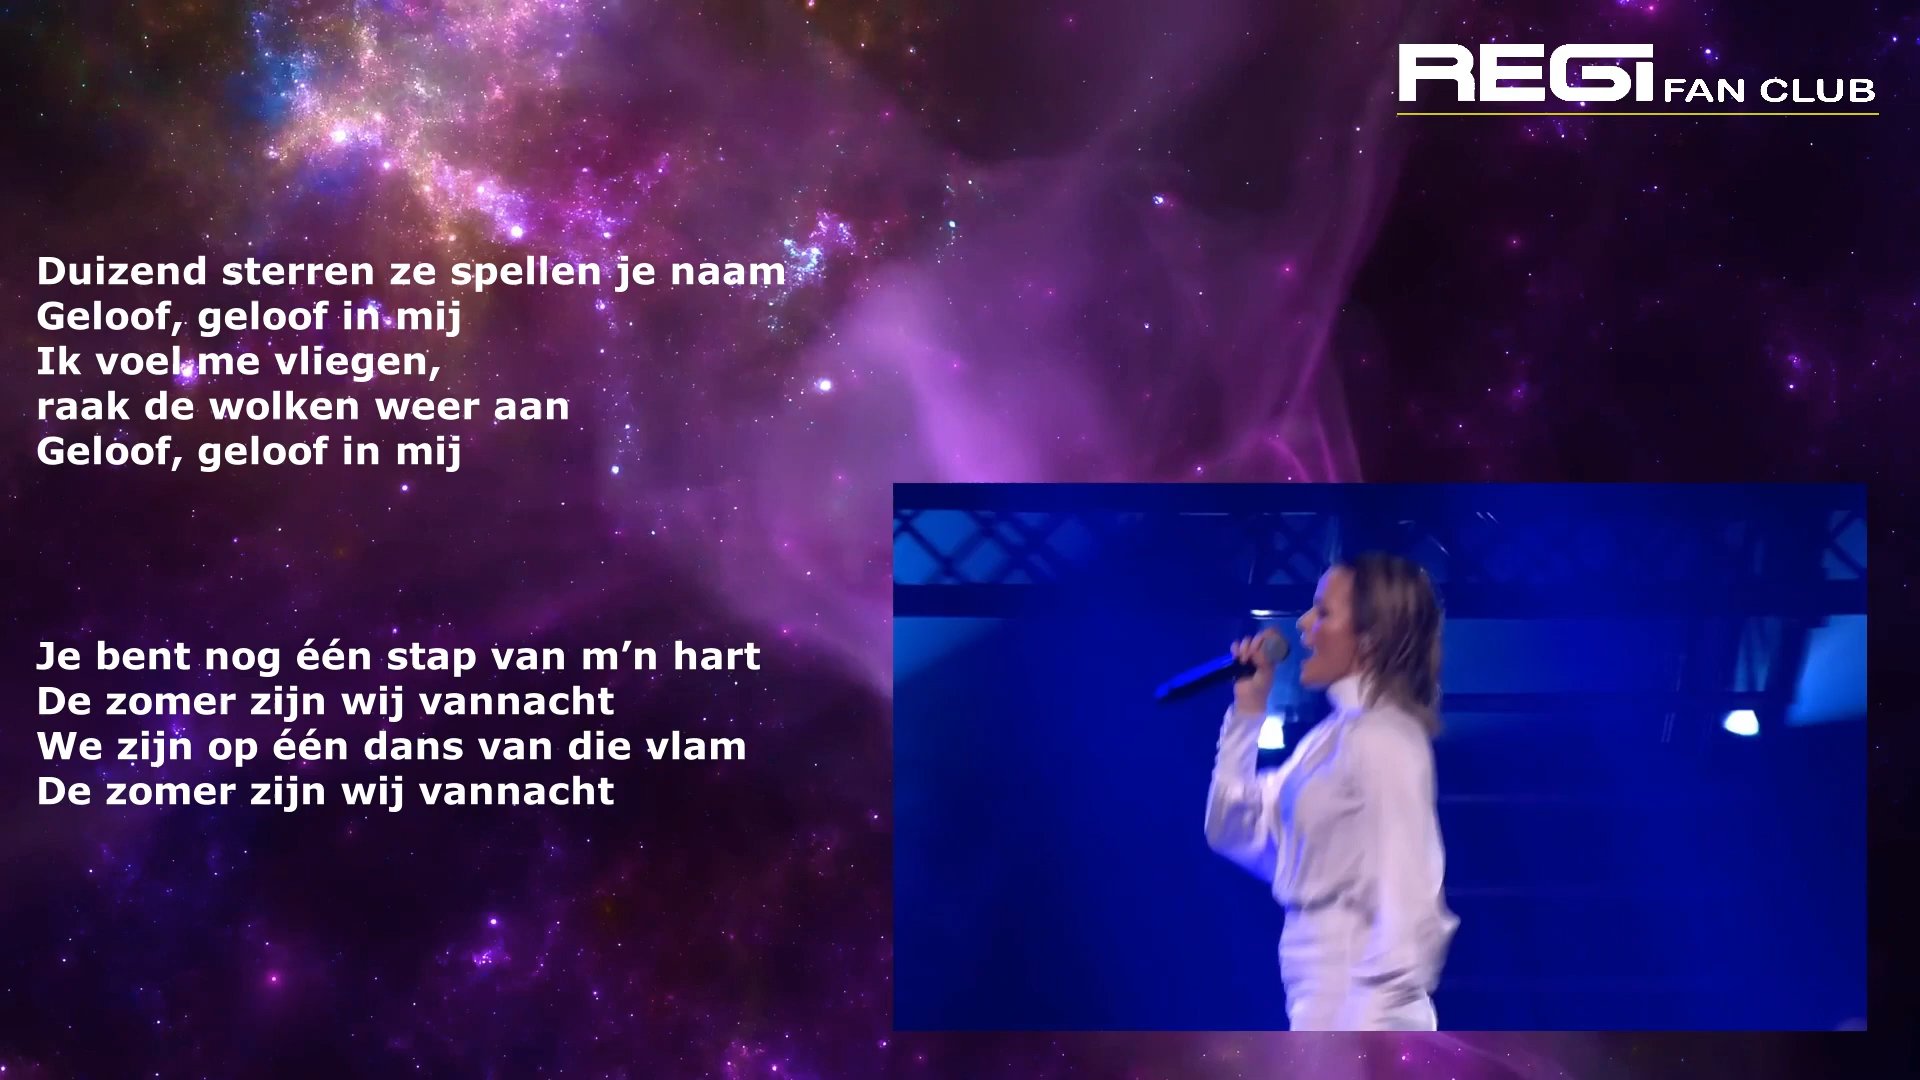 REGI FAN CLUB
Duizend sterren ze spellen je naam
Geloof, geloof in mij
Ik voel me vliegen,
raak de wolken weer aan
Geloof, geloof in mij
Je bent nog één stap van m’n hart
De zomer zijn wij vannacht
We zijn op één dans van die vlam
De zomer zijn wij vannacht